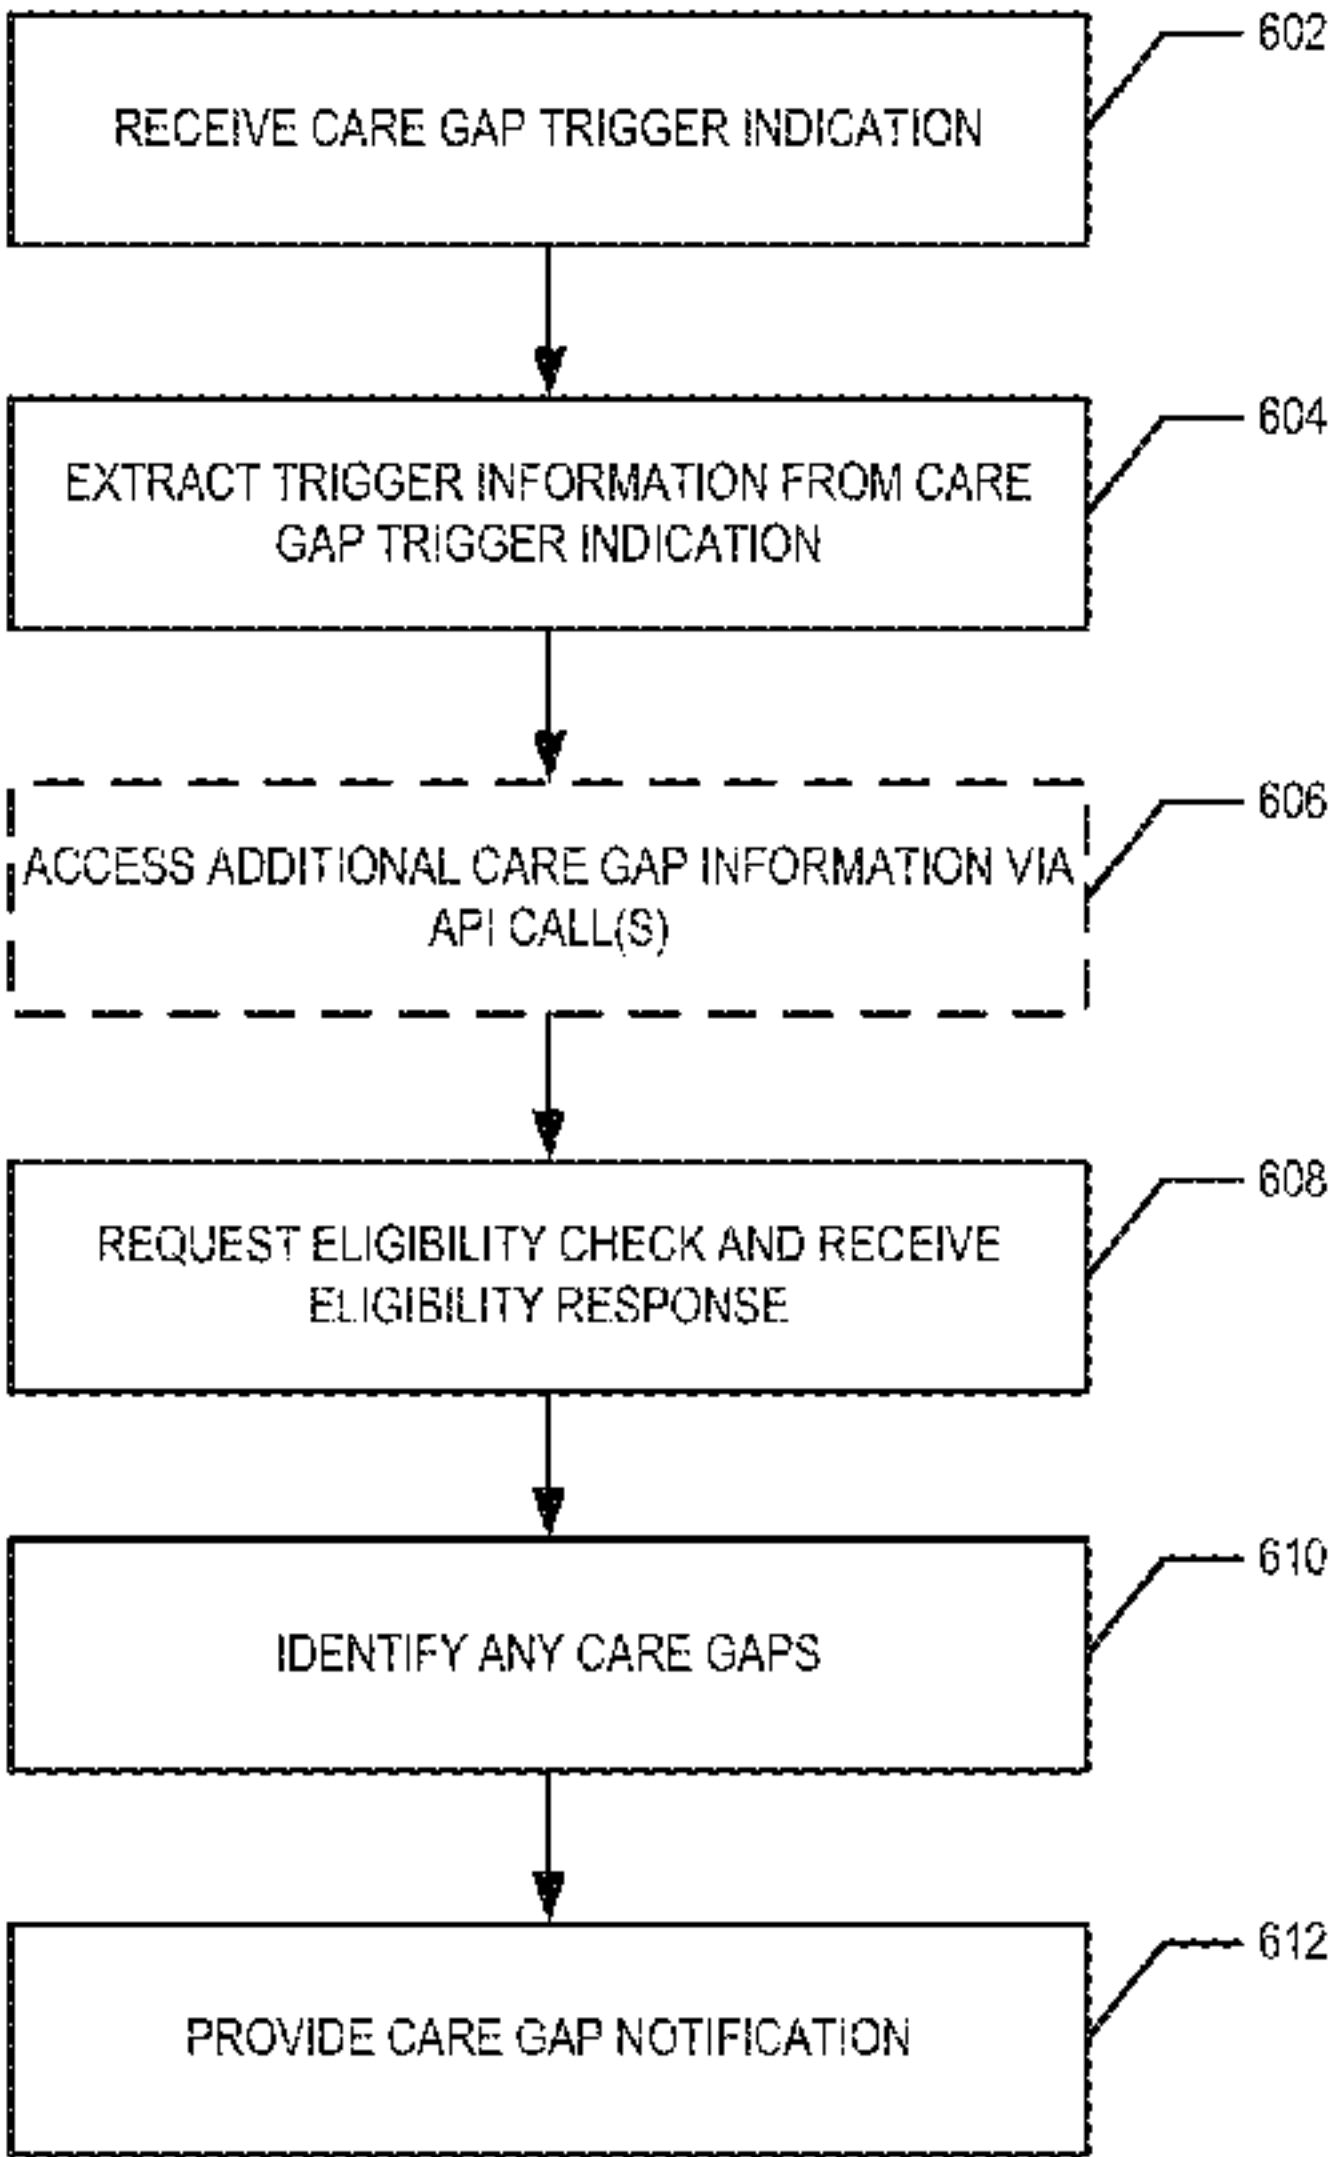 602
RECEIVE CARE GAP TRIGGER INDICATION
604
EXTRACT TRIGGER INFORMATION FROM CARE
GAP TRIGGER INDICATION
606
ACCESS ADDITIONAL CARE GAP INFORMATION VIA
API CALL(S)
608
REQUEST ELIGIBILITY CHECK AND RECEIVE
ELIGIBILITY RESPONSE
610
IDENTIFY ANY CARE GAPS
612
PROVIDE CARE GAP NOTIFICATION